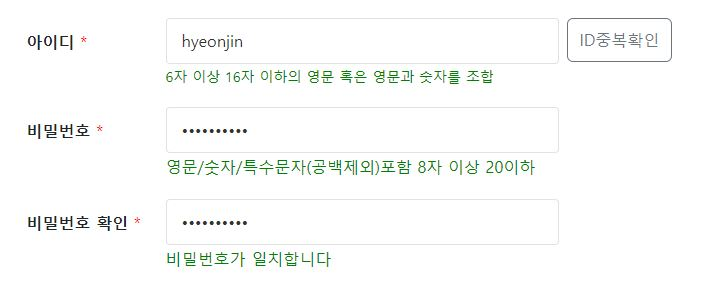 아이디 * hyeonjin ID중복확인
6자 이상 16자 이하의 영문 혹은 영문과 숫자를 조합
비밀번호 * ••••••••••
영문/숫자/특수문자(공백제외)포함 8자 이상 20이하
비밀번호 확인 * ••••••••••
비밀번호가 일치합니다